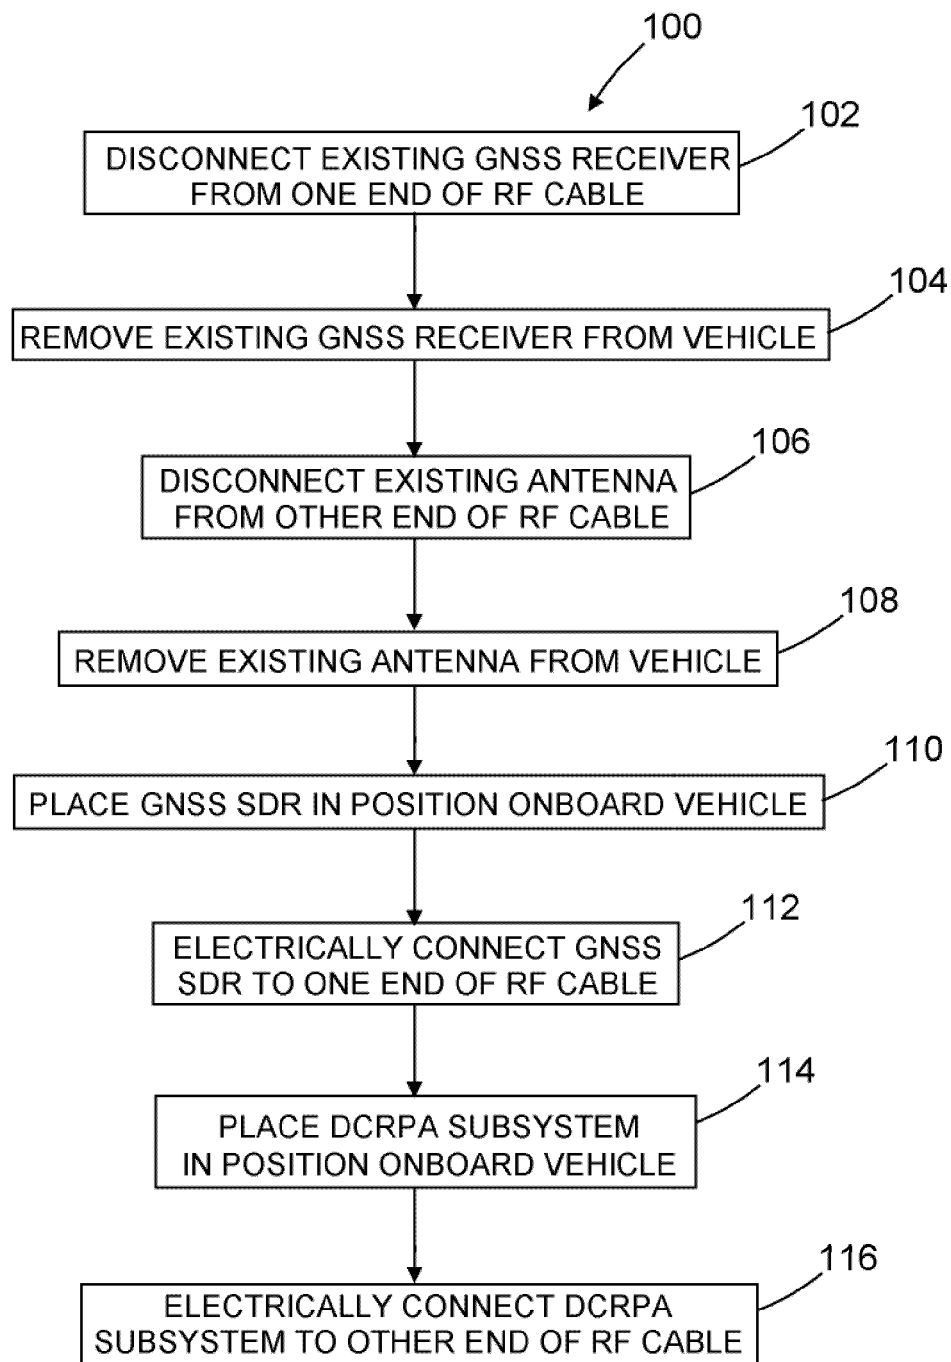 100
102
DISCONNECT EXISTING GNSS RECEIVER
FROM ONE END OF RF CABLE
104
REMOVE EXISTING GNSS RECEIVER FROM VEHICLE
106
DISCONNECT EXISTING ANTENNA
FROM OTHER END OF RF CABLE
108
REMOVE EXISTING ANTENNA FROM VEHICLE
110
PLACE GNSS SDR IN POSITION ONBOARD VEHICLE
112
ELECTRICALLY CONNECT GNSS
SDR TO ONE END OF RF CABLE
114
PLACE DCRPA SUBSYSTEM
IN POSITION ONBOARD VEHICLE
116
ELECTRICALLY CONNECT DCRPA
SUBSYSTEM TO OTHER END OF RF CABLE